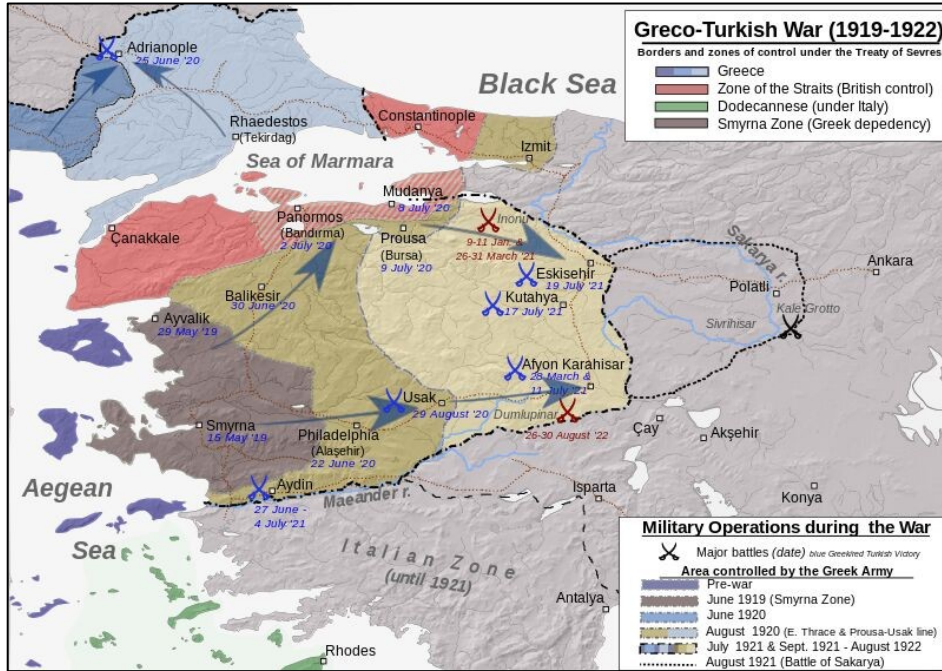 Greco-Turkish War (1919-1922)
Borders and zones of control under the Treaty of Sevres
Greece
Zone of the Straits (British control)
Dodecannese (under Italy)
Smyrna Zone (Greek depedency)
Adrianople
25 June '20
Black Sea
Rhaedestos
(Tekirdag)
Constantinople
Izmit
Sea of Marmara
Mudanya
8 July '20
Panormos
(Bandırma)
2 July '20
Çanakkale
Prousa
(Bursa)
9 July '20
Inonu
9-11 Jan. &
26-31 March '21
Sakarya r.
Ankara
Eskisehir
19 July '21
Polatli
Kale Grotto
Balikesir
30 June '20
Kutahya
17 July '21
Sivrihisar
Ayvalik
29 May '19
Afyon Karahisar
28 March &
11 July '21
Usak
29 August '20
Dumlupinar
26-30 August '22
Smyrna
15 May '19
Philadelphia
(Alaşehir)
22 June '20
Çay
Akşehir
Aegean
Sea
Aydin
27 June -
4 July '21
Maeander r.
Isparta
Konya
Italian Zone
(until 1921)
Antalya
Rhodes
Military Operations during the War
Major battles (date) blue Greek/red Turkish Victory
Area controlled by the Greek Army
Pre-war
June 1919 (Smyrna Zone)
June 1920
August 1920 (E. Thrace & Prousa-Usak line)
July 1921 & Sept. 1921 - August 1922
August 1921 (Battle of Sakarya)